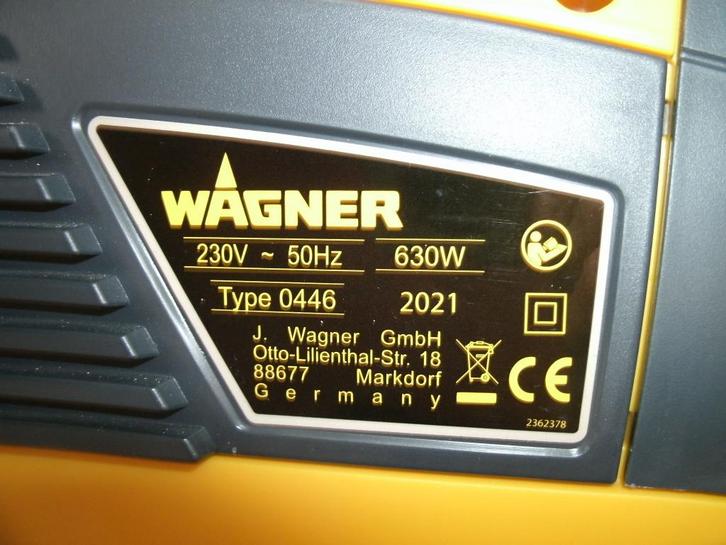 WAGNER
230V ~ 50Hz 630W
Type 0446 2021
J. Wagner GmbH
Otto-Lilienthal-Str. 18
88677 Markdorf
Germany
CE
2362378